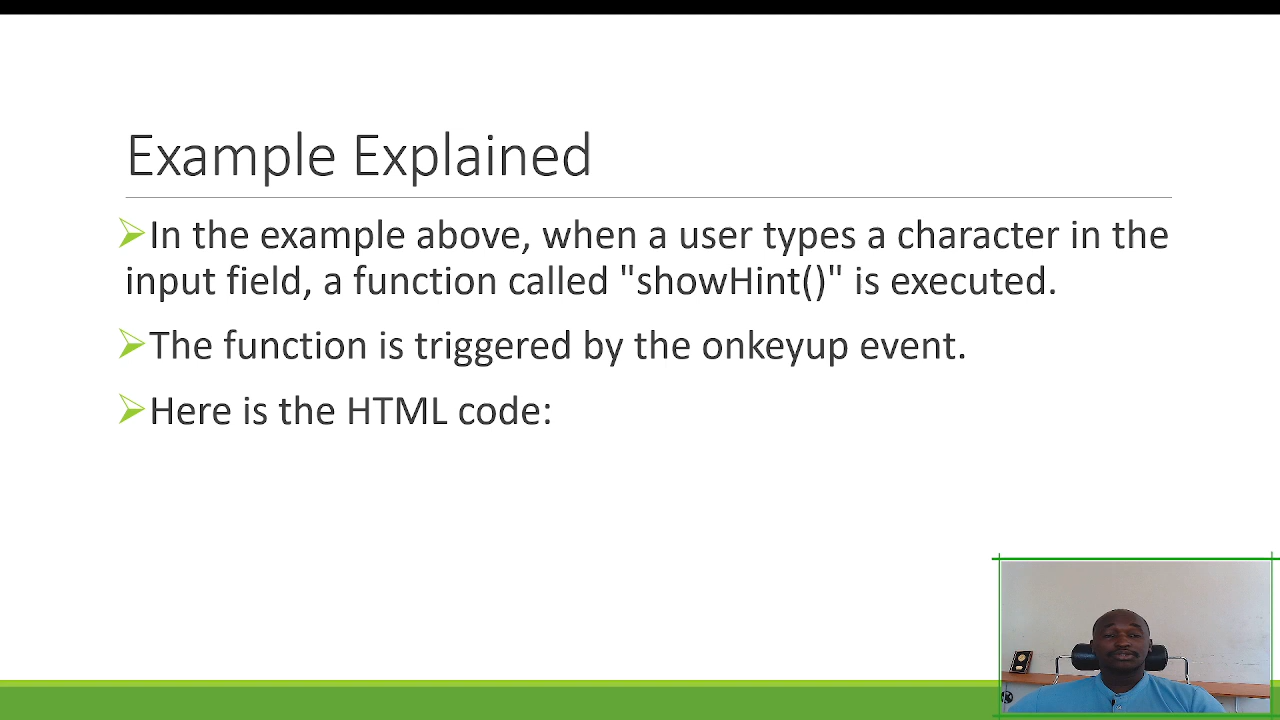 Example Explained
In the example above, when a user types a character in the
input field, a function called "showHint()" is executed.
The function is triggered by the onkeyup event.
Here is the HTML code: